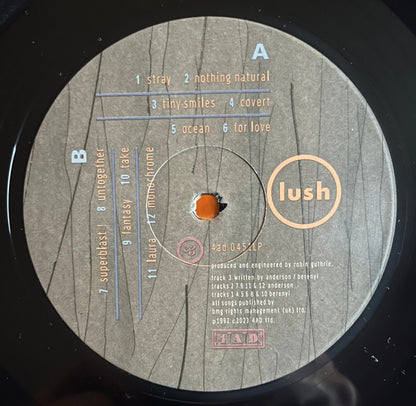 A
1 stray 2 nothing natural
3 tiny smiles 4 covert
5 ocean 6 for love
B
7 superblast! 8 untogether
9 fantasy 10 take
11 laura 12 monochrome
lush
4ad 0451LP
produced and engineered by robin guthrie.
track 3 written by anderson / berenyi
tracks 2 7 9 11 & 12 anderson
tracks 1 4 5 6 8 & 10 berenyi
all songs published by
bmg rights management (uk) ltd.
p1992 c2023 4AD ltd.
4AD